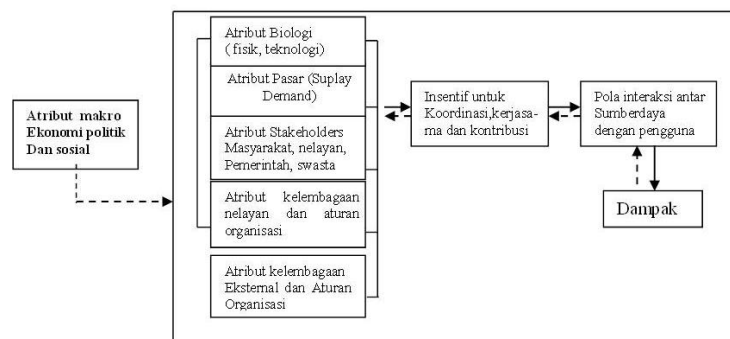 Atribut makro
Ekonomi politik
Dan sosial
Atribut Biologi
( fisik, teknologi)
Atribut Pasar (Suplay
Demand)
Atribut Stakeholders
Masyarakat, nelayan,
Pemerintah, swasta
Atribut kelembagaan
nelayan dan aturan
organisasi
Atribut kelembagaan
Eksternal dan Aturan
Organisasi
Insentif untuk
Koordinasi,kerjasa-
ma dan kontribusi
Pola interaksi antar
Sumberdaya
dengan pengguna
Dampak